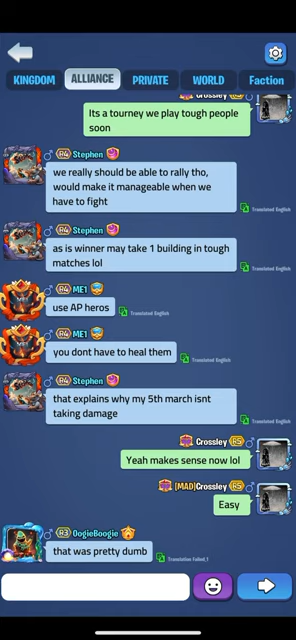 KINGDOM ALLIANCE PRIVATE WORLD Faction
Crossley R5
Its a tourney we play tough people
soon
R4 Stephen
we really should be able to rally tho,
would make it manageable when we
have to fight
Translated English
R4 Stephen
as is winner may take 1 building in tough
matches lol
Translated English
R4 ME1
use AP heros
Translated English
R4 ME1
you dont have to heal them
Translated English
R4 Stephen
that explains why my 5th march isnt
taking damage
Translated English
Crossley R5
Yeah makes sense now lol
[MAD]Crossley R5
Easy
R3 OogieBoogie
that was pretty dumb
Translation Failed_1